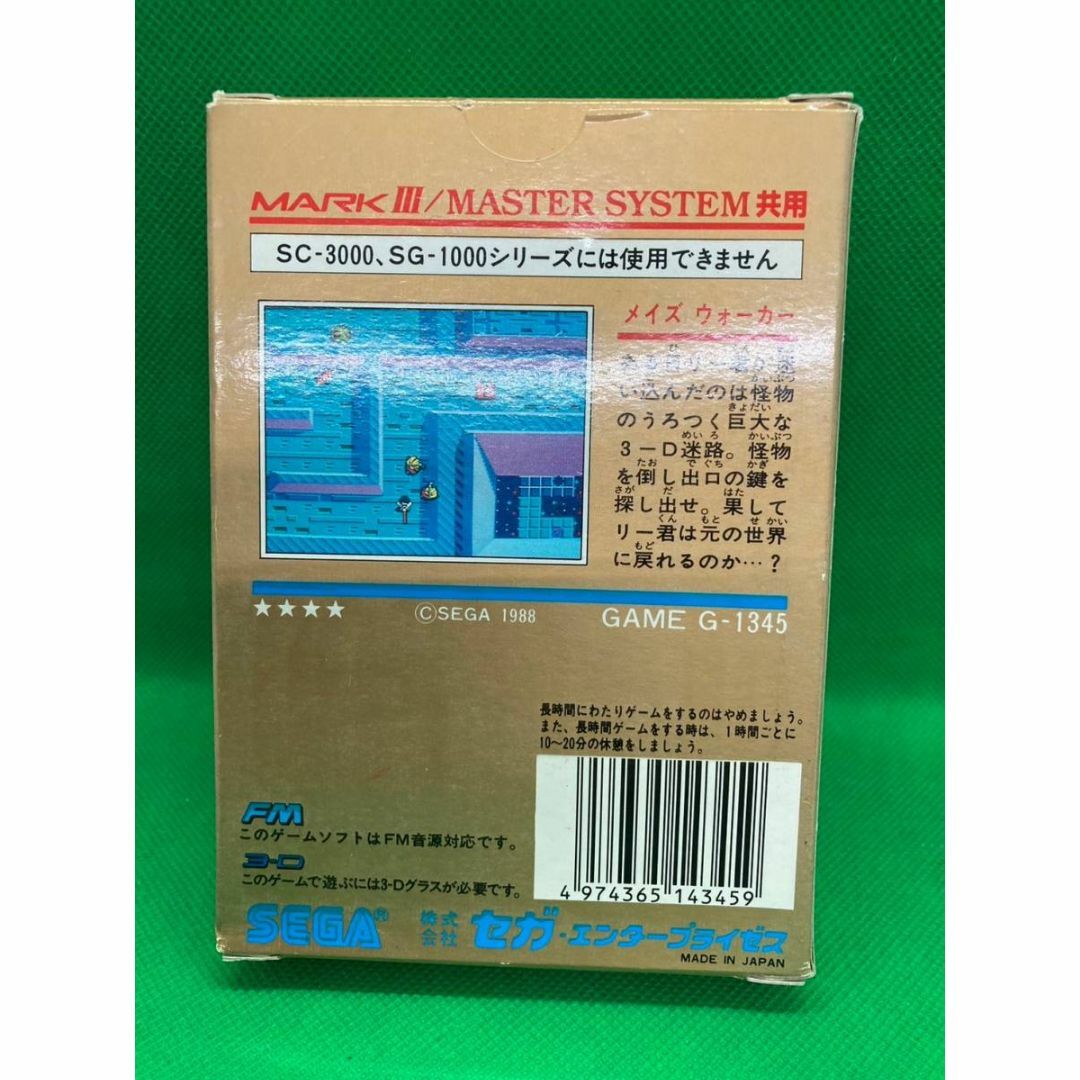 MARK III/MASTER SYSTEM共用
SC-3000、SG-1000シリーズには使用できません
メイズ ウォーカー
い込んだのは怪物
のうろつく巨大な
3-D迷路。怪物
を倒し出口の鍵を
探し出せ。果して
リー君は元の世界
に戻れるのか…?
★★★★ ©SEGA 1988 GAME G-1345
長時間にわたりゲームをするのはやめましょう。
また、長時間ゲームをする時は、1時間ごとに
10〜20分の休憩をしましょう。
FM
このゲームソフトはFM音源対応です。
3-D
このゲームで遊ぶには3-Dグラスが必要です。
4 974365 143459
SEGA® 株式会社 セガ・エンタープライゼス
MADE IN JAPAN